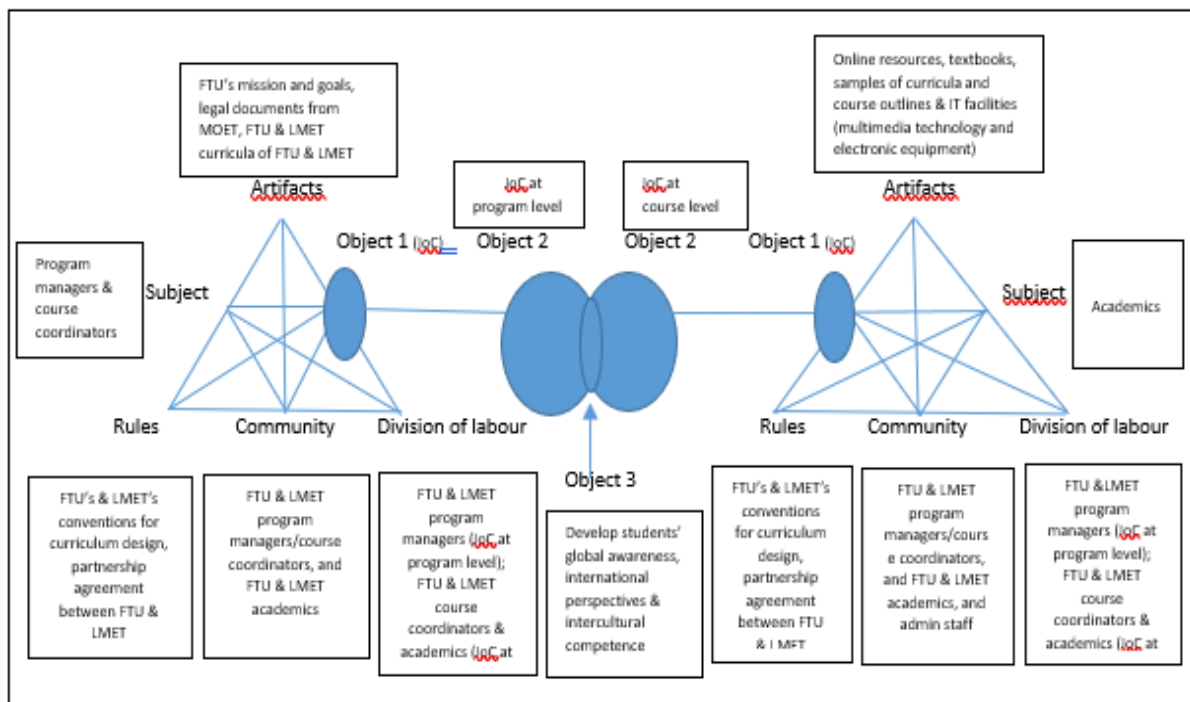 FTU's mission and goals,
legal documents from
MOET, FTU & LMET
curricula of FTU & LMET
Artifacts
Online resources, textbooks,
samples of curricula and
course outlines & IT facilities
(multimedia technology and
electronic equipment)
Artifacts
IoC at
program level
IoC at
course level
Object 1 (IoC)
Object 2
Object 2
Object 1 (IoC)
Program
managers &
course
coordinators
Subject
Subject
Academics
Rules
Community
Division of labour
Rules
Community
Division of labour
Object 3
FTU's & LMET's
conventions for
curriculum design,
partnership
agreement
between FTU &
LMET
FTU & LMET
program
managers/course
coordinators, and
FTU & LMET
academics
FTU & LMET
program
managers (IoC at
program level);
FTU & LMET
course
coordinators &
academics (IoC at
Develop students'
global awareness,
international
perspectives &
intercultural
competence
FTU's & LMET's
conventions
for curriculum
design,
partnership
agreement
between FTU
& LMET
FTU & LMET
program
managers/cours
e coordinators,
and FTU & LMET
academics, and
admin staff
FTU &LMET
program
managers (IoC at
program level);
FTU & LMET
course
coordinators &
academics (IoC at